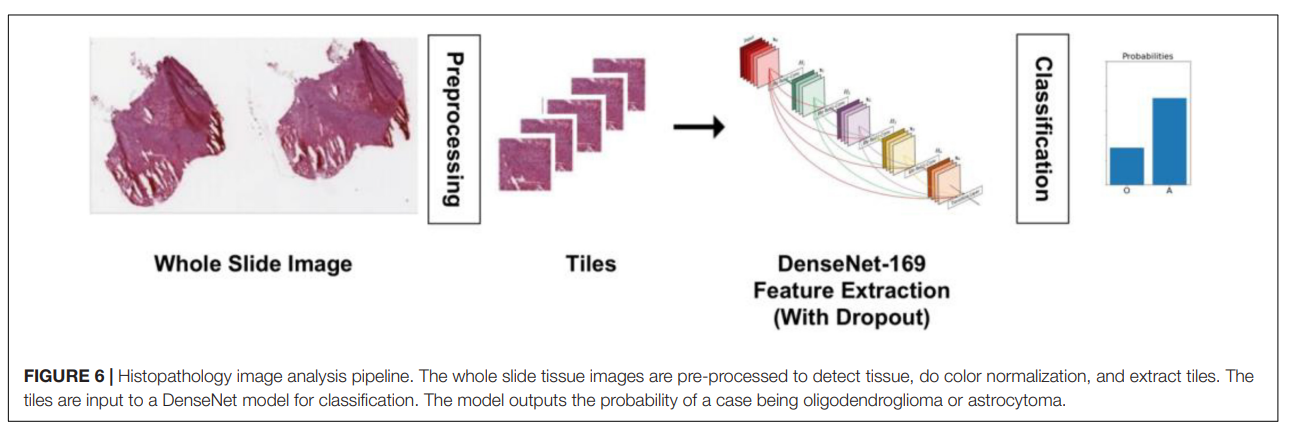 Preprocessing
Classification
Probabilities
O
A
Whole Slide Image
Tiles
DenseNet-169
Feature Extraction
(With Dropout)
FIGURE 6 | Histopathology image analysis pipeline. The whole slide tissue images are pre-processed to detect tissue, do color normalization, and extract tiles. The
tiles are input to a DenseNet model for classification. The model outputs the probability of a case being oligodendroglioma or astrocytoma.